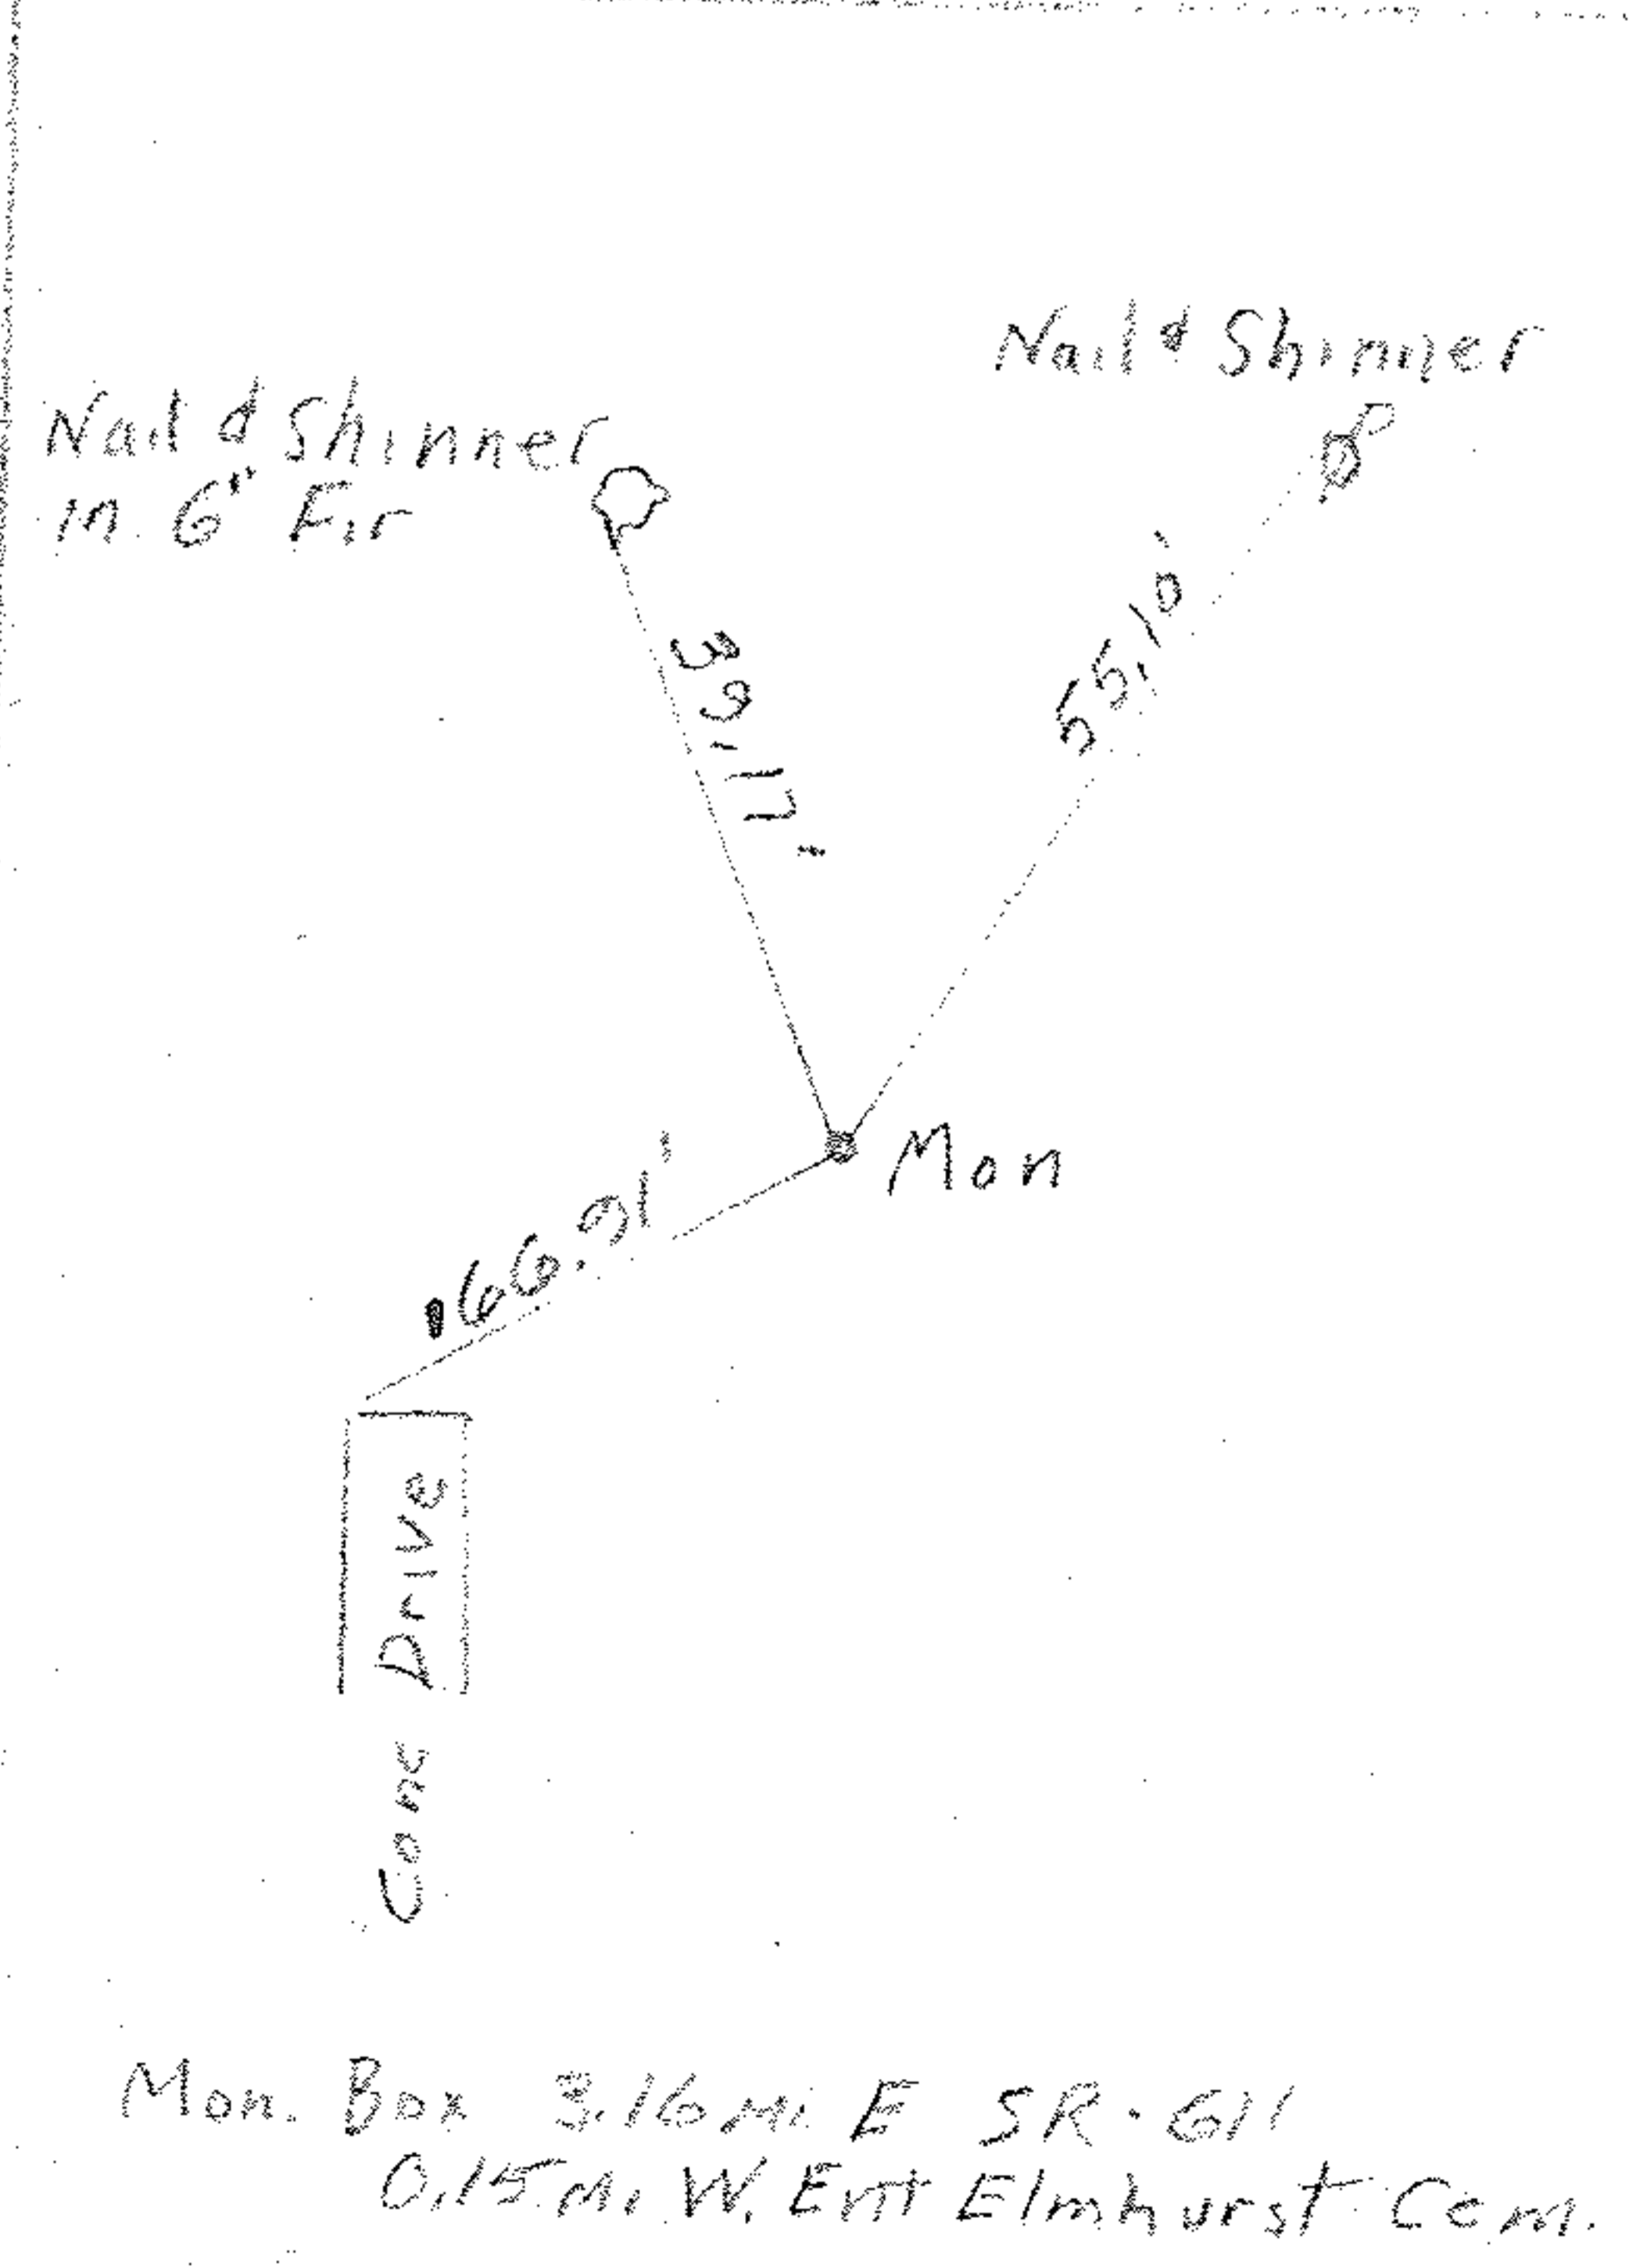 Nail & Shinner
Nail & Shinner
in 6" Fir
39.17'
55.10'
Mon
66.91'
Conc Drive
Mon. Box 3.16 Mi. E SR-611
0.15 Mi. W. Ent Elmhurst Cem.